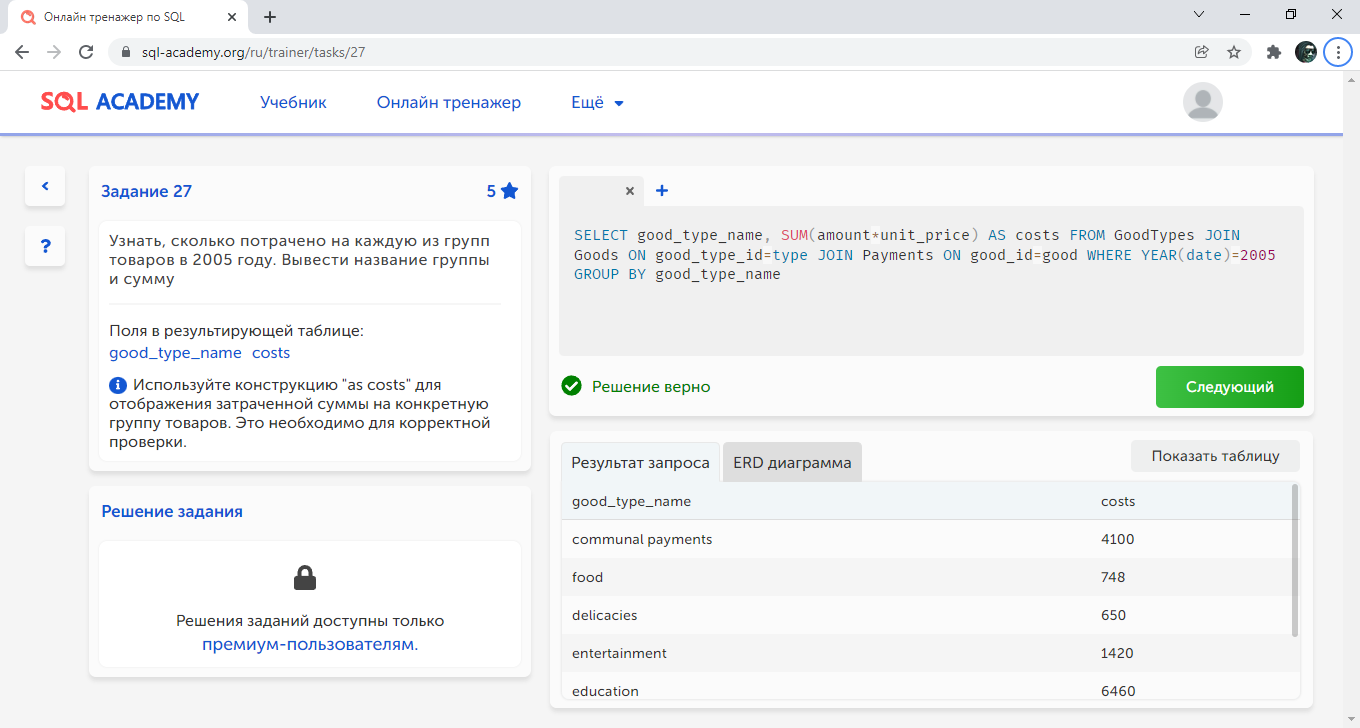 Онлайн тренажер по SQL
sql-academy.org/ru/trainer/tasks/27
SQL ACADEMY
Учебник
Онлайн тренажер
Ещё
Задание 27
5
Узнать, сколько потрачено на каждую из групп
товаров в 2005 году. Вывести название группы
и сумму
Поля в результирующей таблице:
good_type_name costs
Используйте конструкцию "as costs" для
отображения затраченной суммы на конкретную
группу товаров. Это необходимо для корректной
проверки.
Решение задания
Решения заданий доступны только
премиум-пользователям.
SELECT good_type_name, SUM(amount*unit_price) AS costs FROM GoodTypes JOIN
Goods ON good_type_id=type JOIN Payments ON good_id=good WHERE YEAR(date)=2005
GROUP BY good_type_name
Решение верно
Следующий
Результат запроса
ERD диаграмма
Показать таблицу
good_type_name costs
communal payments 4100
food 748
delicacies 650
entertainment 1420
education 6460